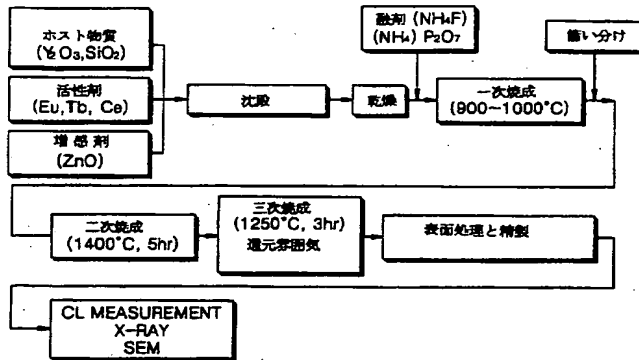 ホスト物質
(Y2O3,SiO2)
活性剤
(Eu,Tb, Ce)
増感剤
(ZnO)
沈殿
乾燥
融剤 (NH4F)
(NH4) P2O7
一次焼成
(900~1000°C)
篩い分け
二次焼成
(1400°C, 5hr)
三次焼成
(1250°C, 3hr)
還元雰囲気
表面処理と精製
CL MEASUREMENT
X-RAY
SEM